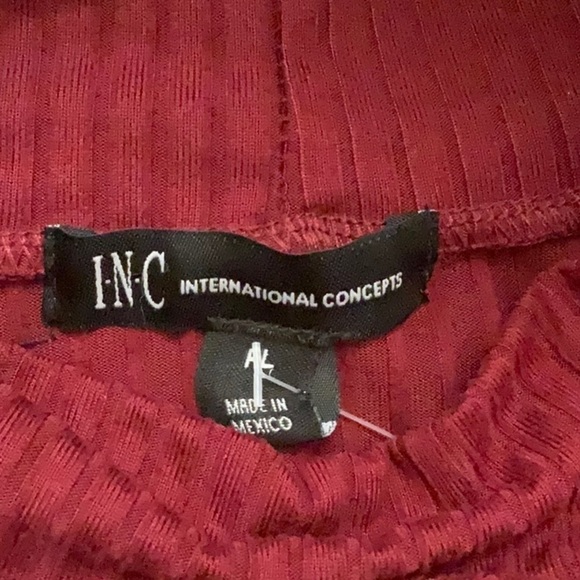 I·N·C INTERNATIONAL CONCEPTS
MADE IN
MEXICO